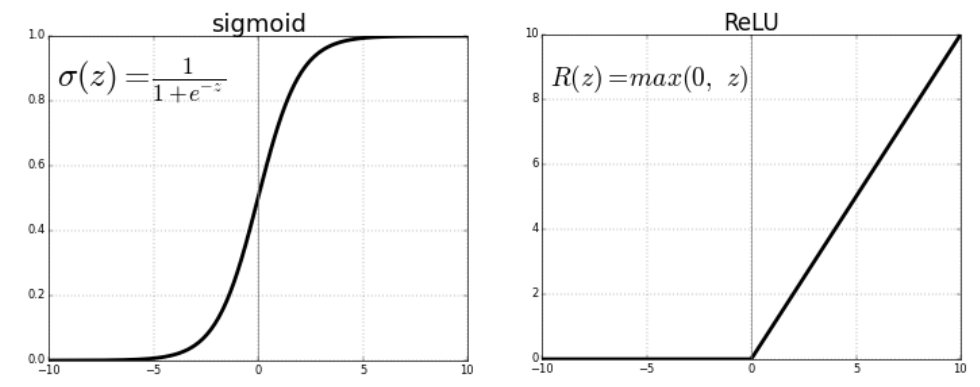 sigmoid
σ(z) = 1/(1+e^{-z})
1.0
0.8
0.6
0.4
0.2
0.0
−10 −5 0 5 10
ReLU
R(z) = max(0, z)
10
8
6
4
2
0
−10 −5 0 5 10